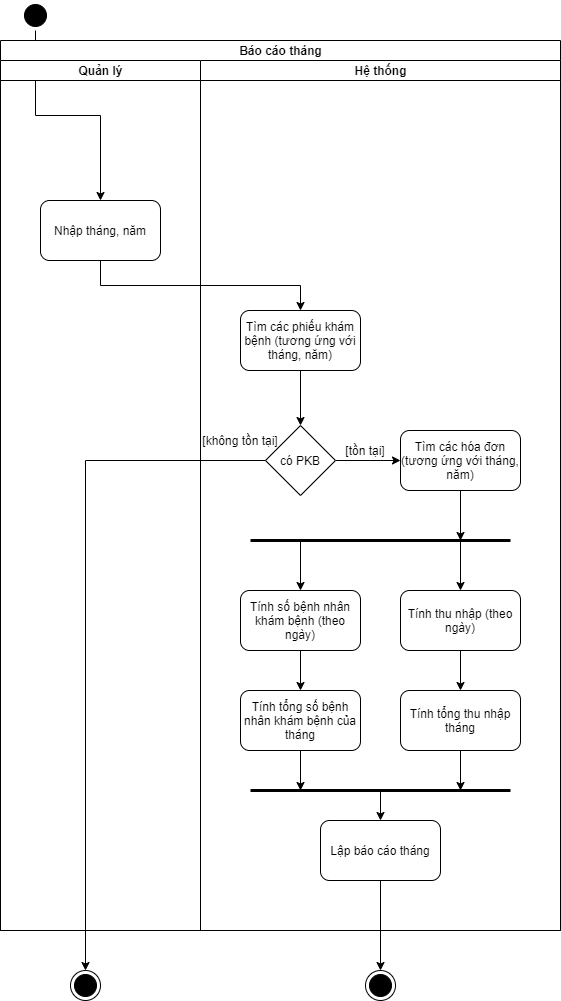 Báo cáo tháng
Quản lý
Hệ thống
Nhập tháng, năm
Tìm các phiếu khám
bệnh (tương ứng với
tháng, năm)
[không tồn tại]
có PKB
[tồn tại]
Tìm các hóa đơn
(tương ứng với tháng,
năm)
Tính số bệnh nhân
khám bệnh (theo
ngày)
Tính thu nhập (theo
ngày)
Tính tổng số bệnh
nhân khám bệnh của
tháng
Tính tổng thu nhập
tháng
Lập báo cáo tháng